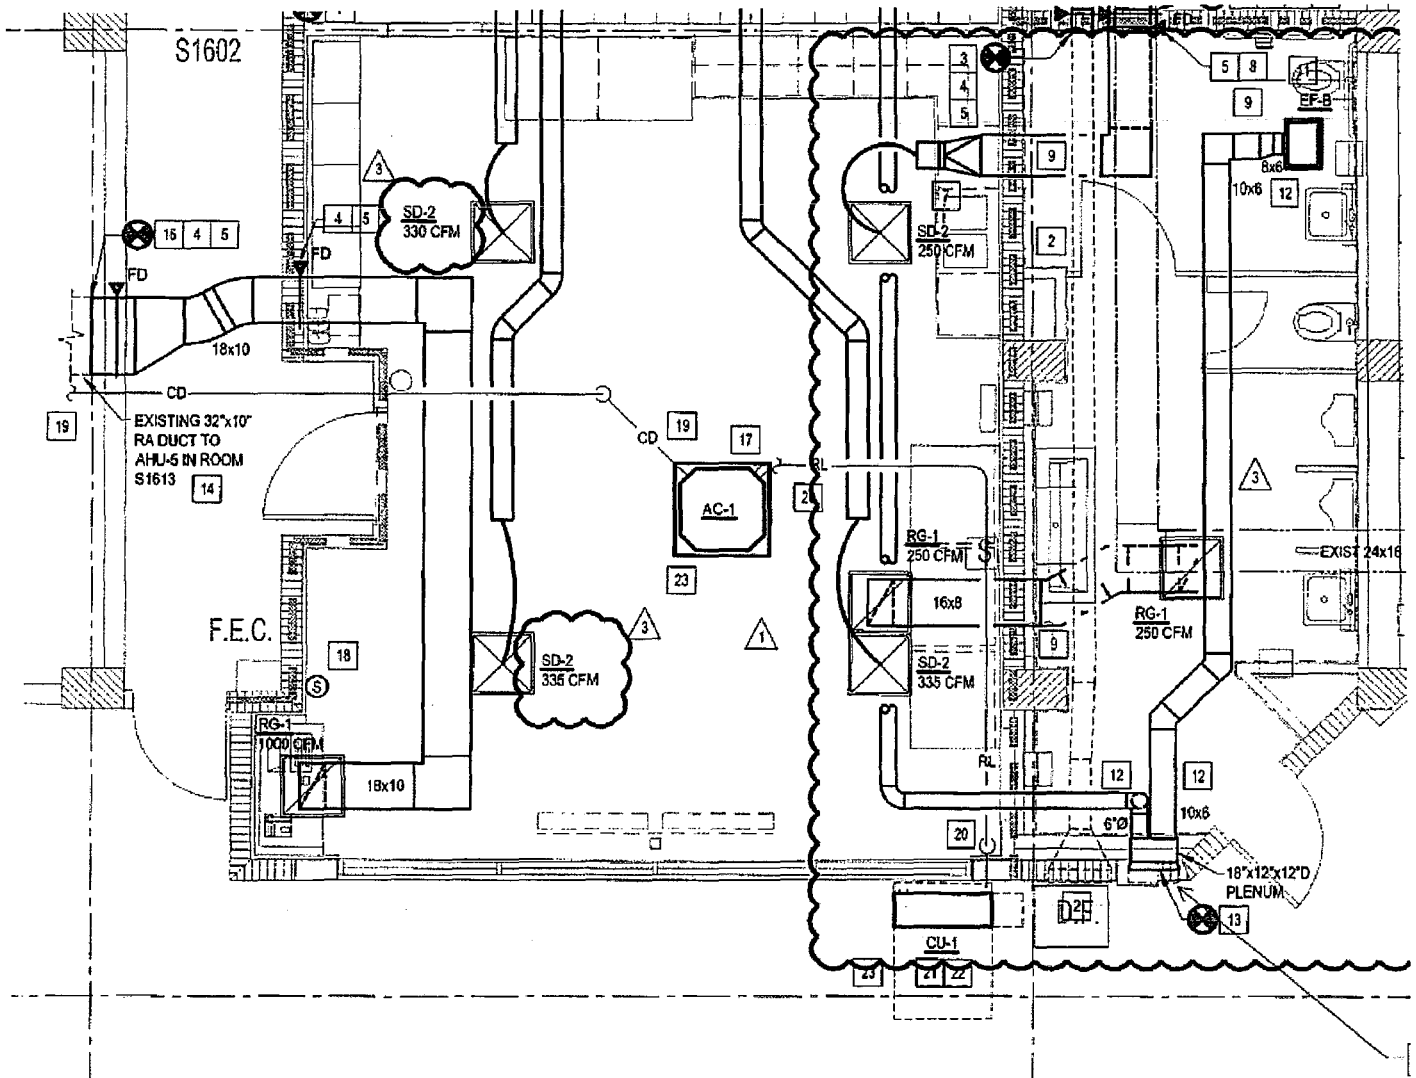 S1602
3
4
5
5 8 11
9
EF-B
3
9
8x6
10x6
12
4 5
SD-2
330 CFM
7
SD-2
250 CFM
2
16 4 5
FD
FD
FD
18x10
CD
EXISTING 32"x10"
RA DUCT TO
AHU-5 IN ROOM
S1613
14
19
CD
19
17
RL
AC-1
23
3
RG-1
250 CFM
S
EXIST 24x16
16x8
RG-1
250 CFM
9
F.E.C.
18
S
3
1
SD-2
335 CFM
SD-2
335 CFM
RG-1
1000 CFM
18x10
RL
12
12
6"Ø
10x6
20
18"x12"x12"D
PLENUM
D.F.
13
CU-1
23
21 22